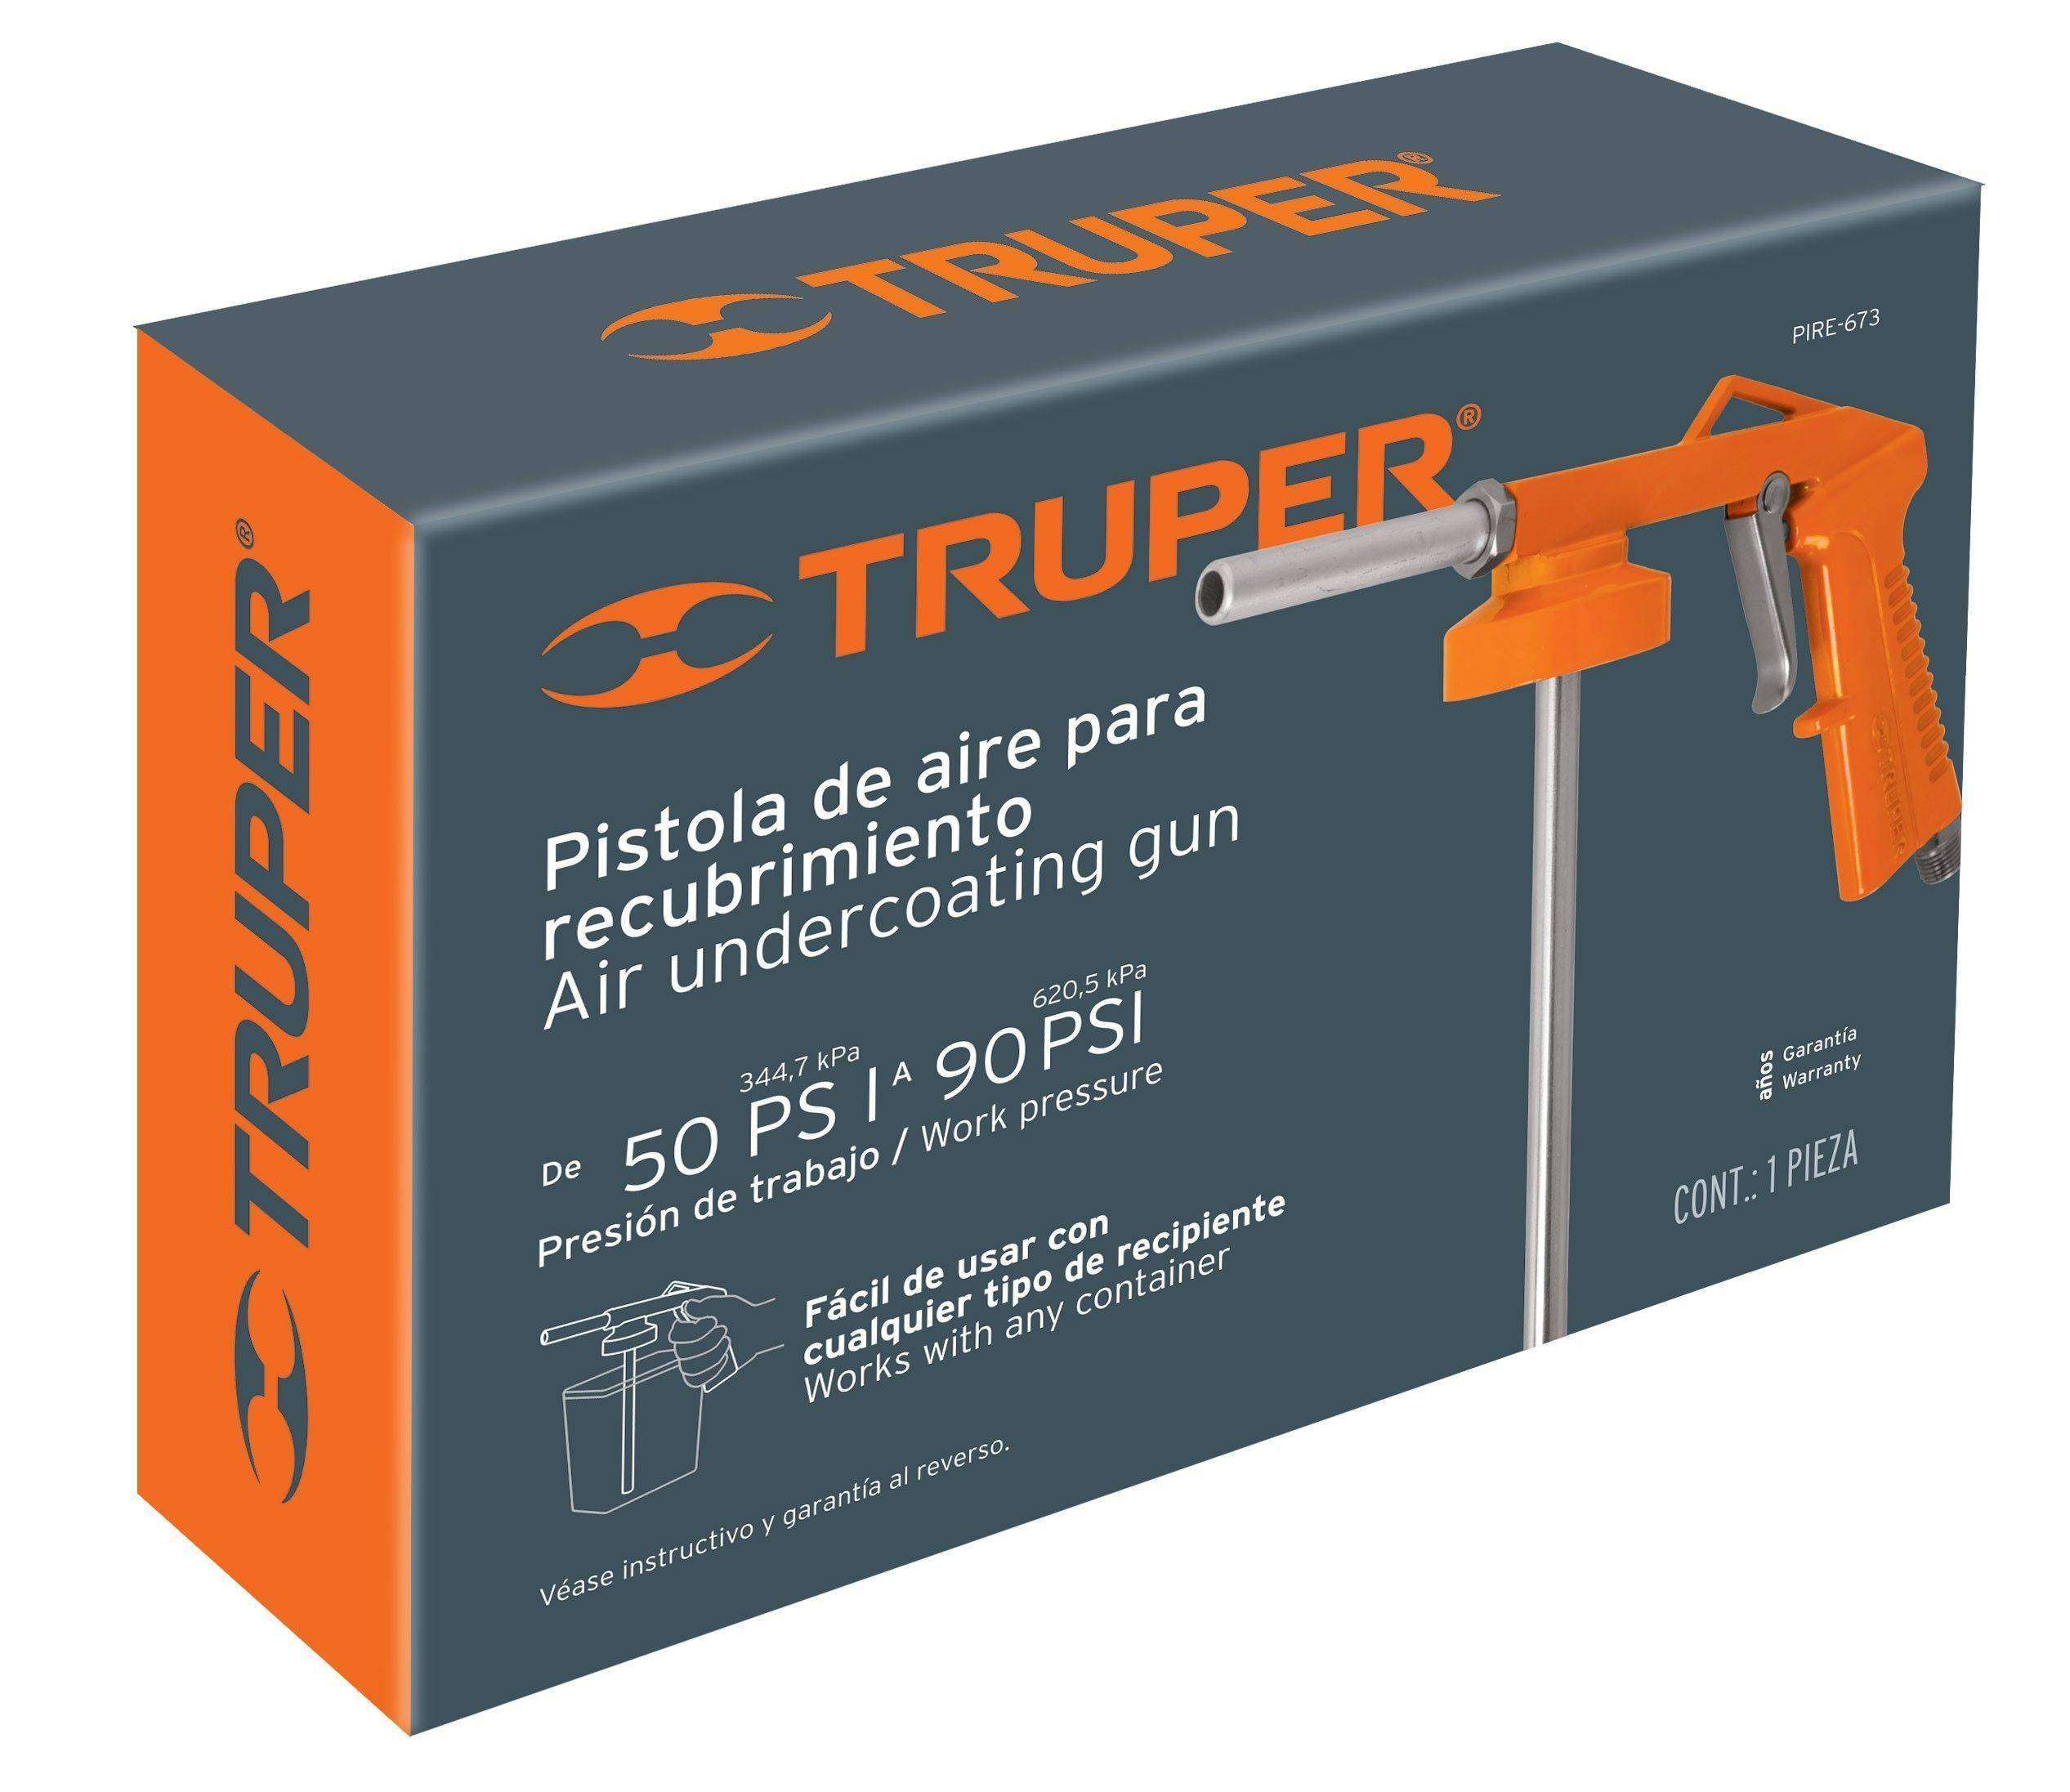 TRUPER®
PIRE-673
TRUPER®
TRUPER®
Pistola de aire para
recubrimiento
Air undercoating gun
344,7 kPa
620,5 kPa
De 50 PSI A 90 PSI
Presión de trabajo / Work pressure
Fácil de usar con
cualquier tipo de recipiente
Works with any container
Véase instructivo y garantía al reverso.
años
Garantía
Warranty
CONT.: 1 PIEZA
TRUPER